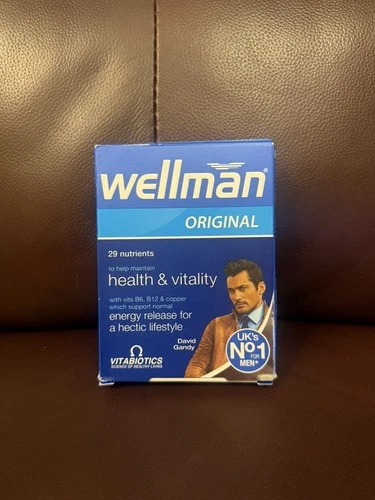 wellman®
ORIGINAL
29 nutrients
to help maintain
health & vitality
with vits B6, B12 & copper
which support normal
energy release for
a hectic lifestyle
David
Gandy
UK's
No1
FOR
MEN*
VITABIOTICS
SCIENCE OF HEALTHY LIVING